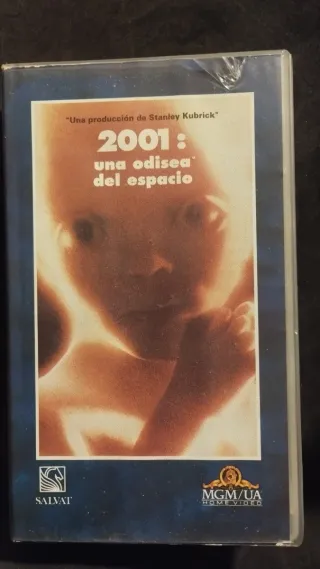 "Una producción de Stanley Kubrick"
2001:
una odisea
del espacio
SALVAT
MGM/UA
HOME VIDEO